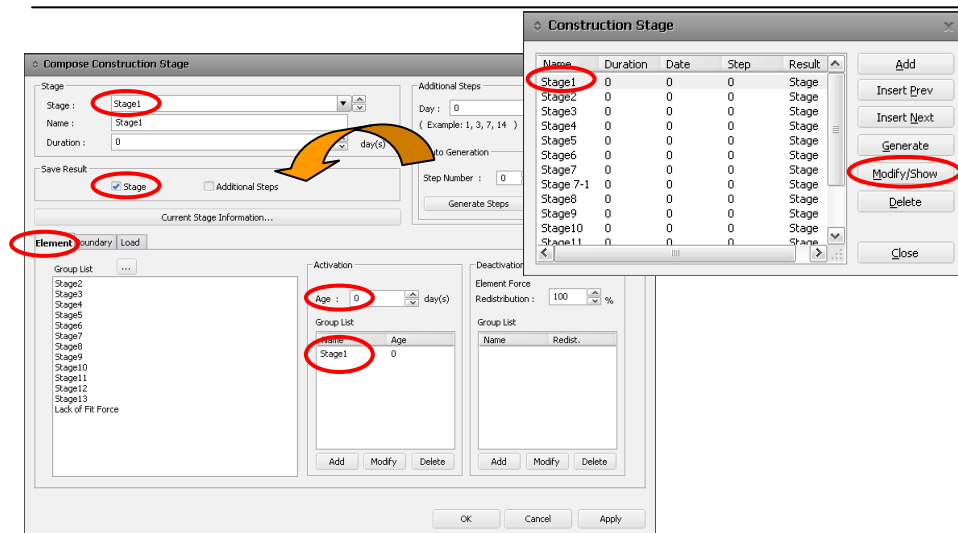 Compose Construction Stage
Stage
Stage : Stage1
Name : Stage1
Duration : 0 day(s)
Save Result
Stage Additional Steps
Current Stage Information...
Additional Steps
Day : 0
( Example: 1, 3, 7, 14 )
Generation
Step Number : 0
Generate Steps
Element Boundary Load
Group List ...
Stage2
Stage3
Stage4
Stage5
Stage6
Stage7
Stage8
Stage9
Stage10
Stage11
Stage12
Stage13
Lack of Fit Force
Activation
Age : 0 day(s)
Group List
Name Age
Stage1 0
Add Modify Delete
Deactivation
Element Force
Redistribution : 100 %
Group List
Name Redist.
Add Modify Delete
OK Cancel Apply
Construction Stage
Name Duration Date Step Result
Stage1 0 0 0 Stage
Stage2 0 0 0 Stage
Stage3 0 0 0 Stage
Stage4 0 0 0 Stage
Stage5 0 0 0 Stage
Stage6 0 0 0 Stage
Stage7 0 0 0 Stage
Stage 7-1 0 0 0 Stage
Stage8 0 0 0 Stage
Stage9 0 0 0 Stage
Stage10 0 0 0 Stage
Stage11 0 0 0 Stage
Add
Insert Prev
Insert Next
Generate
Modify/Show
Delete
Close